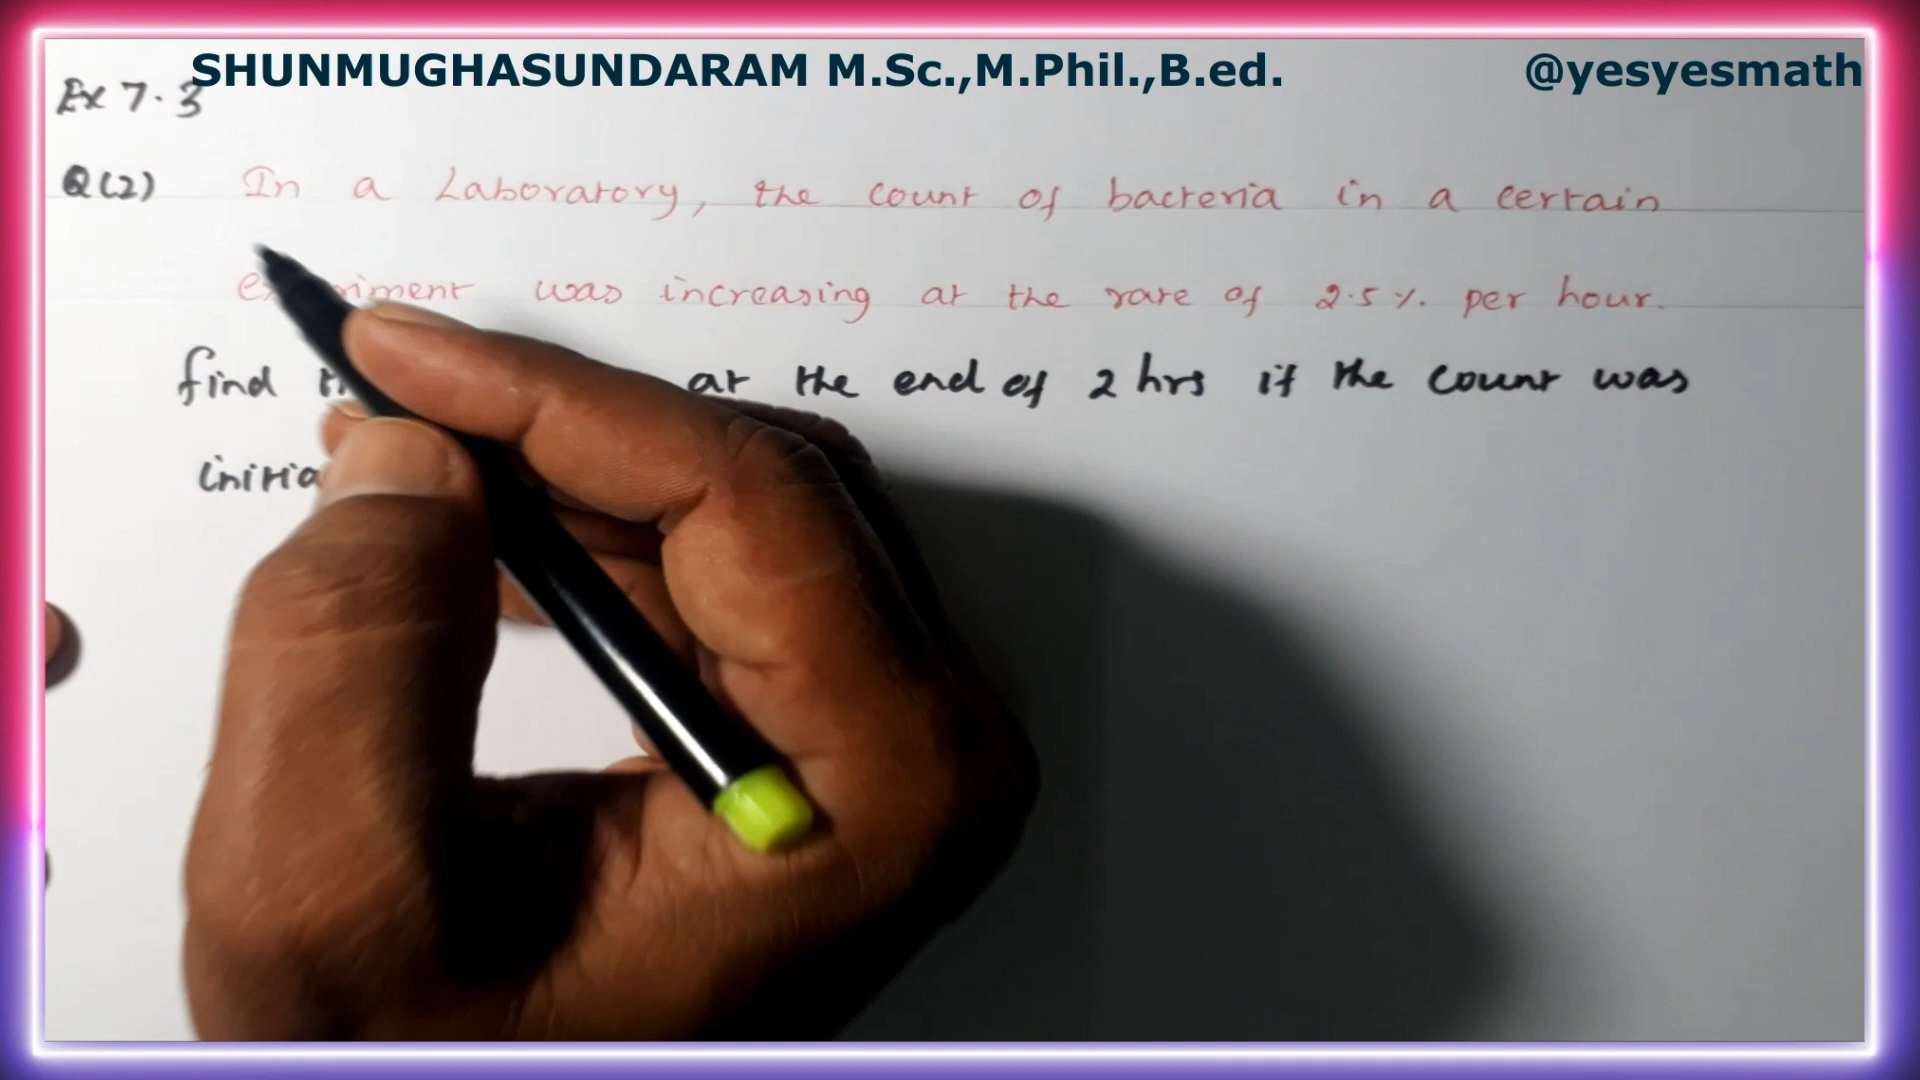 SHUNMUGHASUNDARAM M.Sc.,M.Phil.,B.ed. @yesyesmath
Ex 7.3
Q(2) In a Laboratory, the count of bacteria in a certain
was increasing at the rate of 2.5%. per hour.
find at the end of 2 hrs if the count was